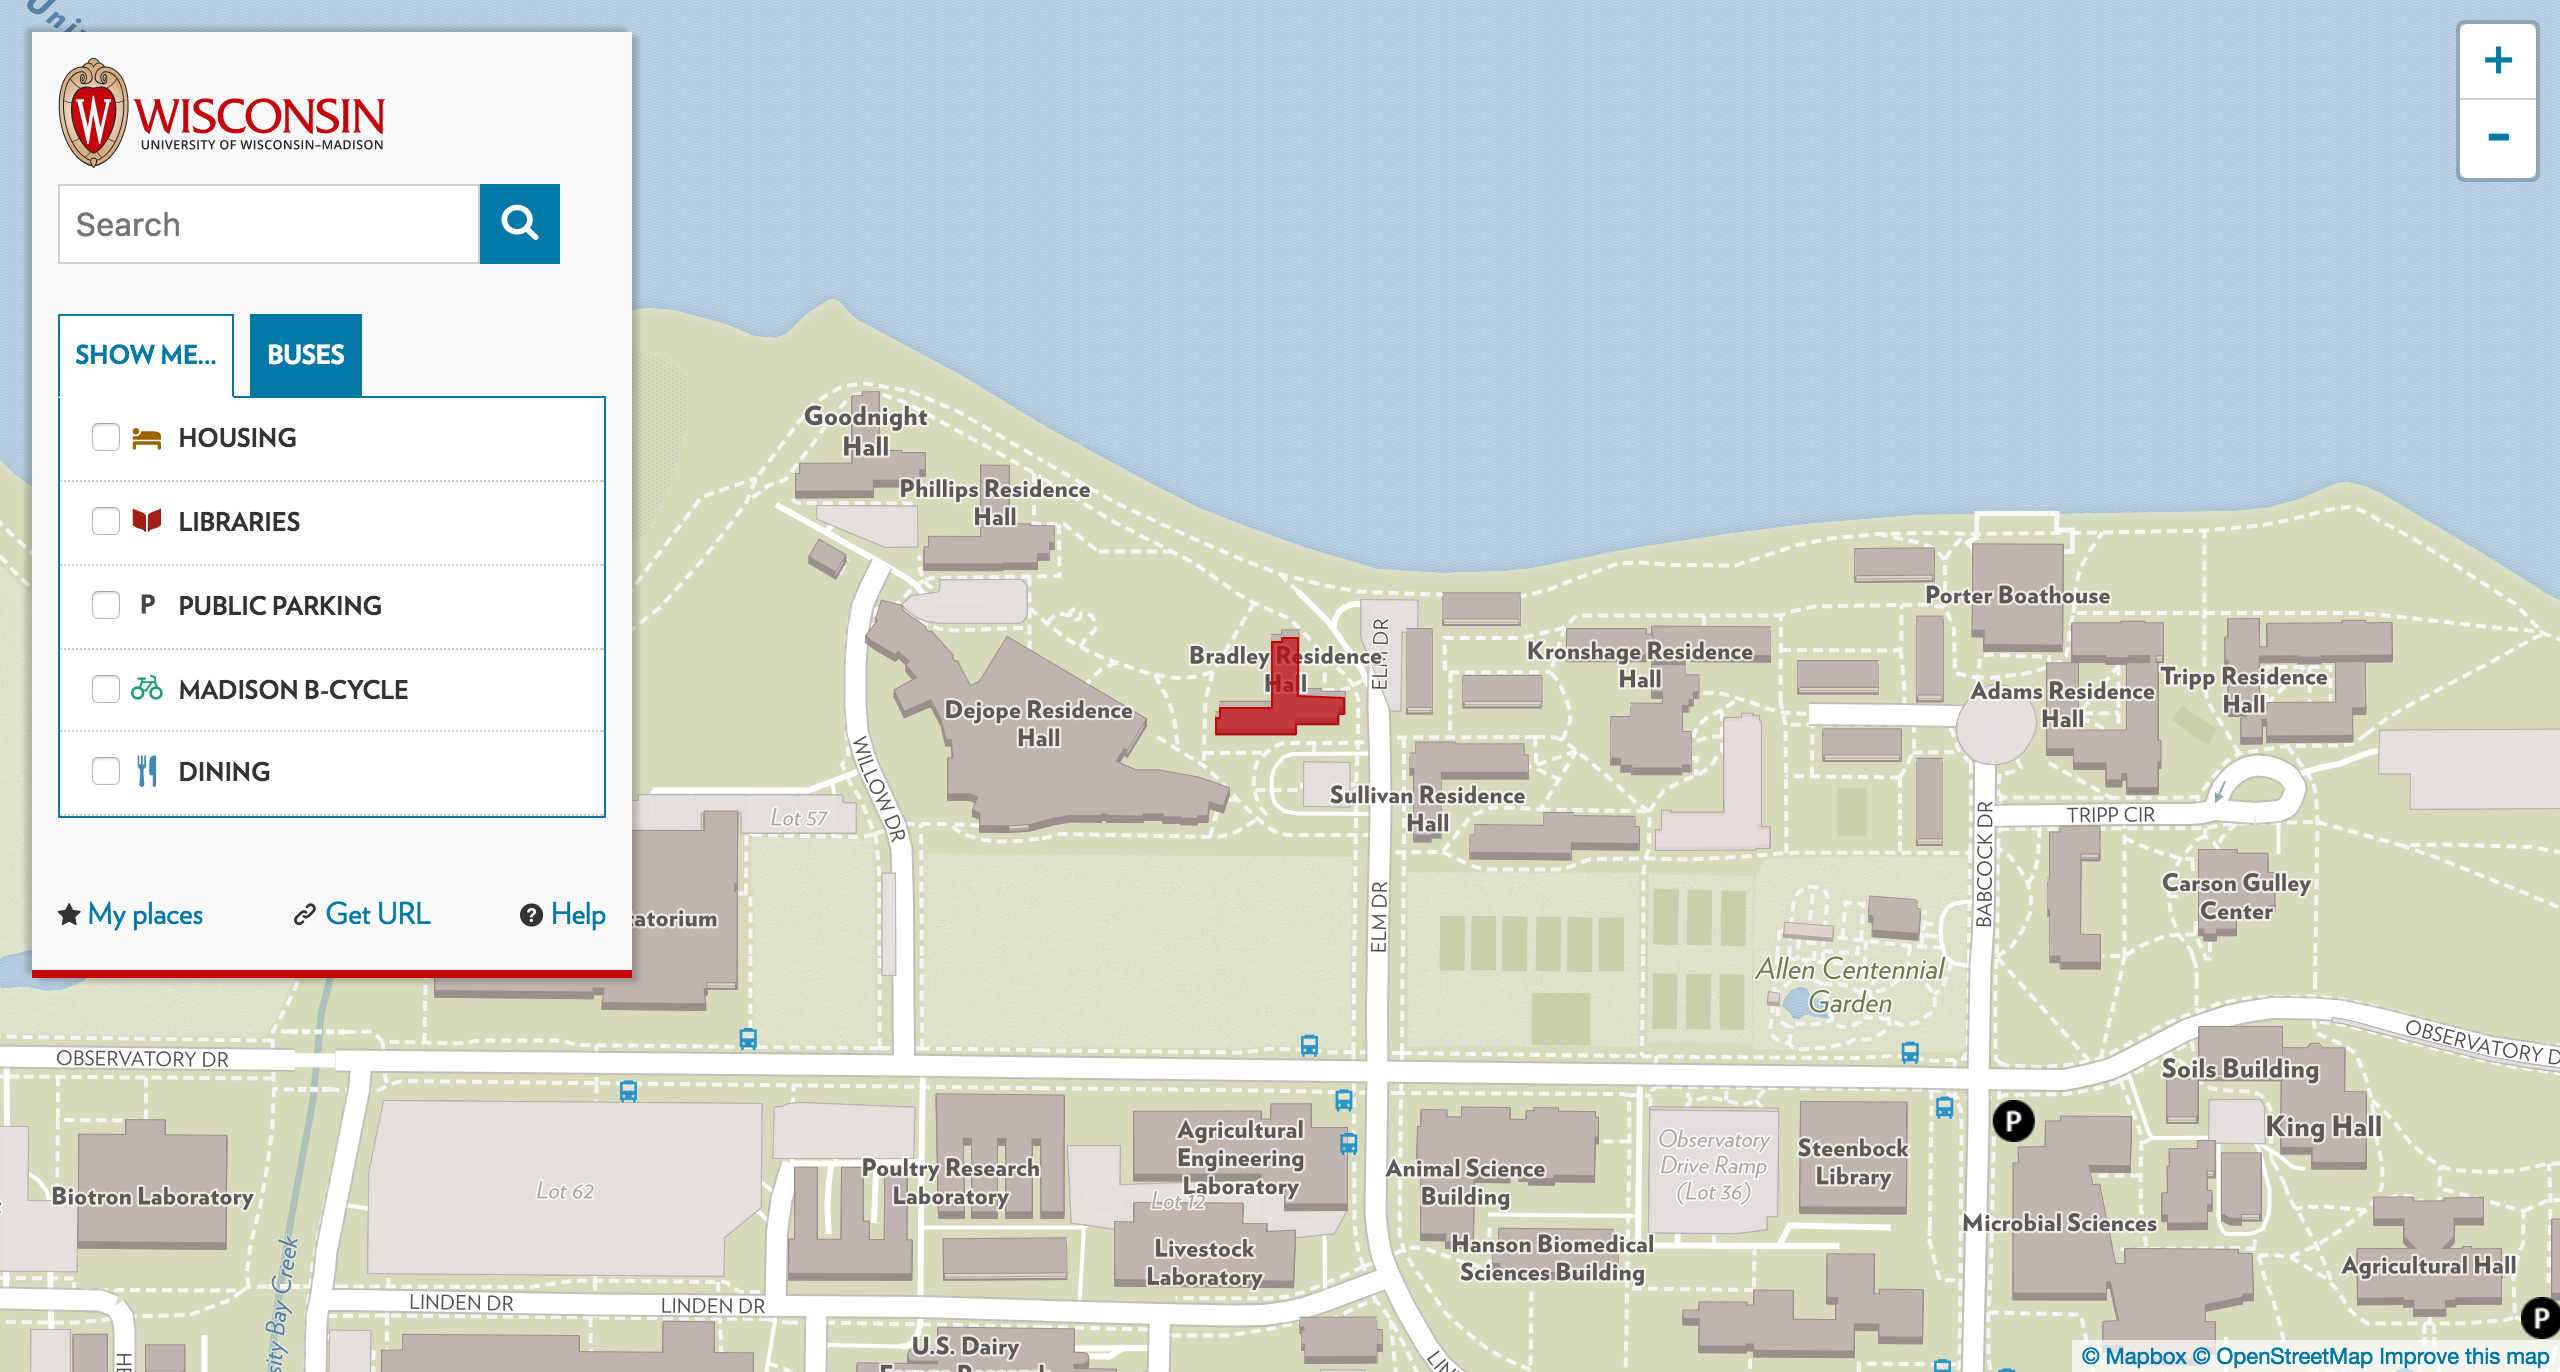 WISCONSIN
UNIVERSITY OF WISCONSIN–MADISON
Search
SHOW ME...
BUSES
HOUSING
LIBRARIES
P PUBLIC PARKING
MADISON B-CYCLE
DINING
My places
Get URL
? Help
+
−
Goodnight
Hall
Phillips Residence
Hall
Dejope Residence
Hall
Bradley Residence
Hall
ELM DR
Kronshage Residence
Hall
Porter Boathouse
Adams Residence
Hall
Tripp Residence
Hall
Sullivan Residence
Hall
WILLOW DR
Lot 57
ELM DR
BABCOCK DR
TRIPP CIR
Carson Gulley
Center
Allen Centennial
Garden
OBSERVATORY DR
OBSERVATORY D
Soils Building
King Hall
P
Biotron Laboratory
Lot 62
Poultry Research
Laboratory
Agricultural
Engineering
Laboratory
Lot 12
Livestock
Laboratory
Animal Science
Building
Hanson Biomedical
Sciences Building
Observatory
Drive Ramp
(Lot 36)
Steenbock
Library
Microbial Sciences
Agricultural Hall
P
LINDEN DR
LINDEN DR
U.S. Dairy
© Mapbox © OpenStreetMap Improve this map